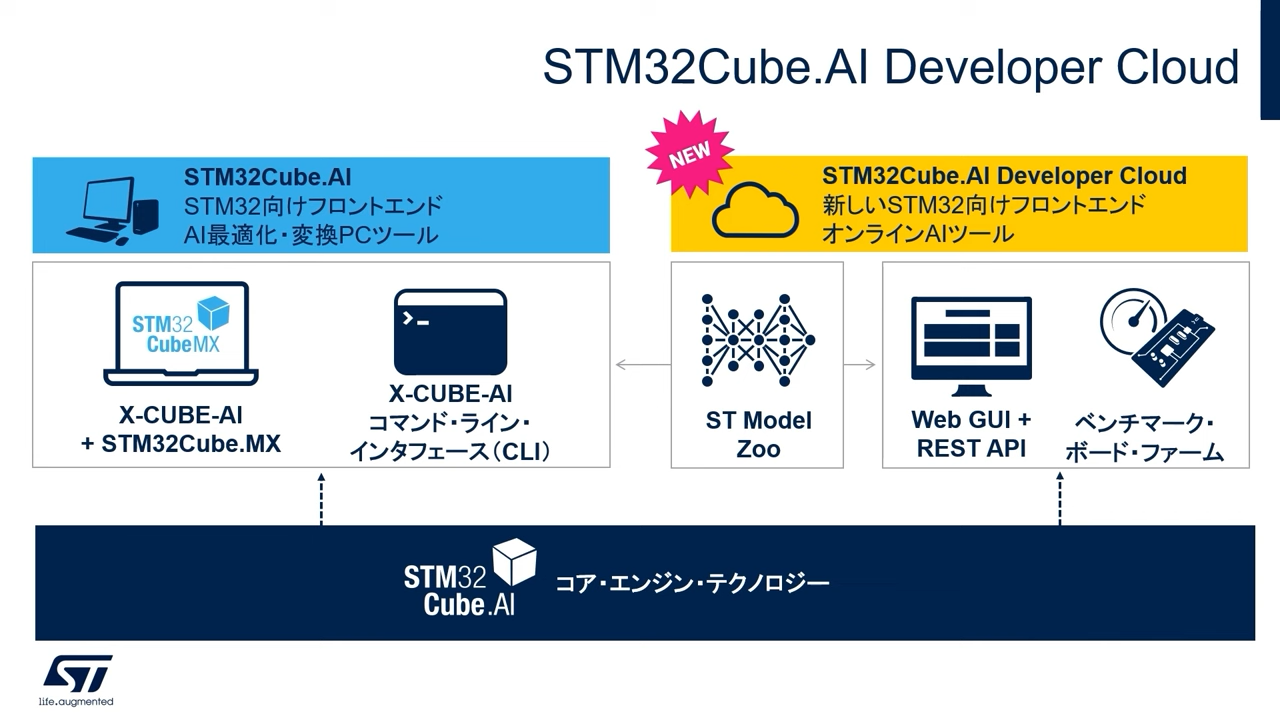 STM32Cube.AI Developer Cloud
NEW
STM32Cube.AI
STM32向けフロントエンド
AI最適化・変換PCツール
STM32Cube.AI Developer Cloud
新しいSTM32向けフロントエンド
オンラインAIツール
STM32
CubeMX
X-CUBE-AI
+ STM32Cube.MX
X-CUBE-AI
コマンド・ライン・
インタフェース（CLI）
ST Model
Zoo
Web GUI +
REST API
ベンチマーク・
ボード・ファーム
STM32
Cube.AI
コア・エンジン・テクノロジー
ST
life.augmented